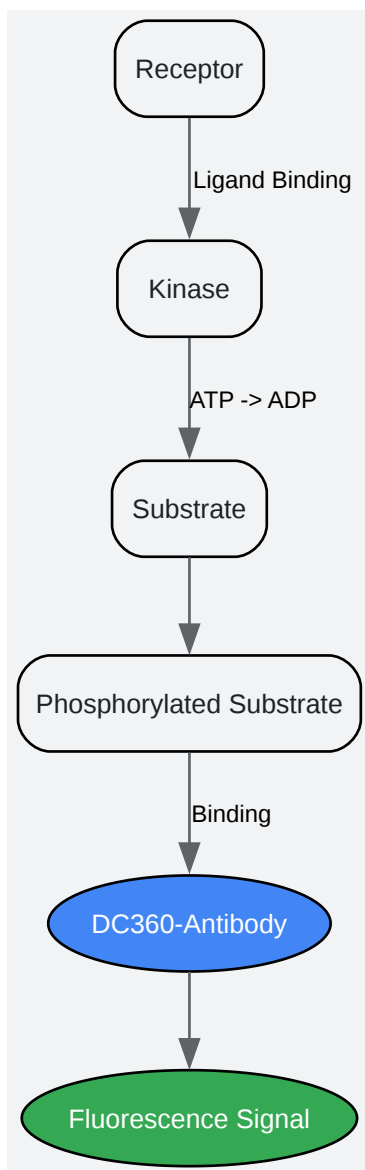 Receptor
Ligand Binding
Kinase
ATP -> ADP
Substrate
Phosphorylated Substrate
Binding
DC360-Antibody
Fluorescence Signal